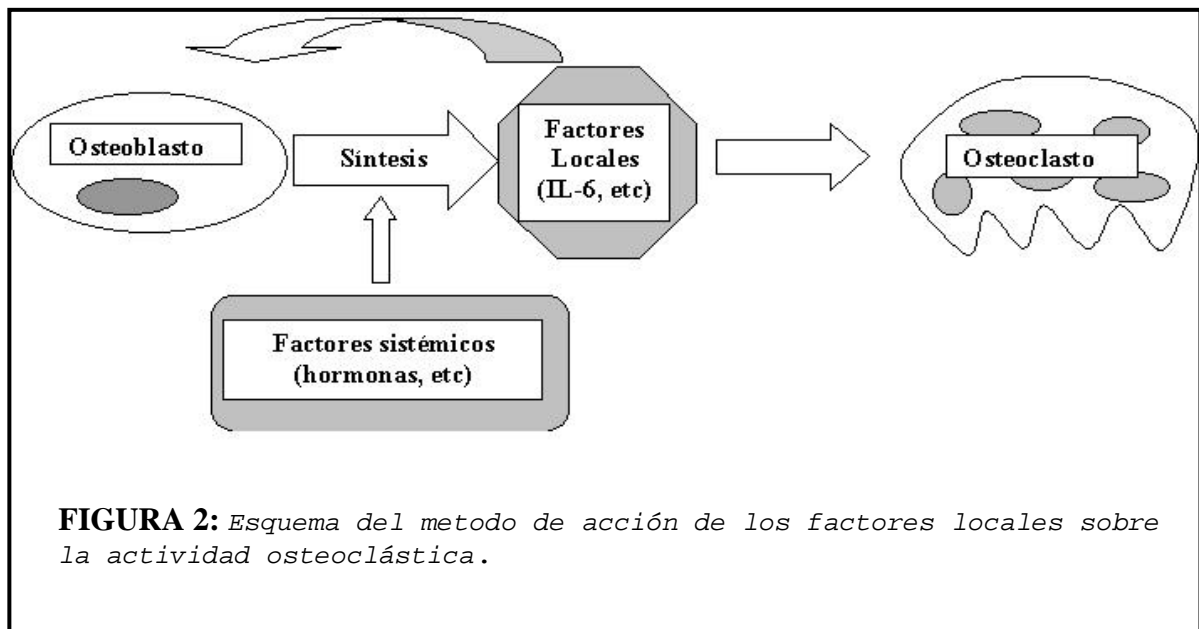 Osteoblasto
Síntesis
Factores
Locales
(IL-6, etc)
Osteoclasto
Factores sistémicos
(hormonas, etc)
FIGURA 2: Esquema del metodo de acción de los factores locales sobre
la actividad osteoclástica.